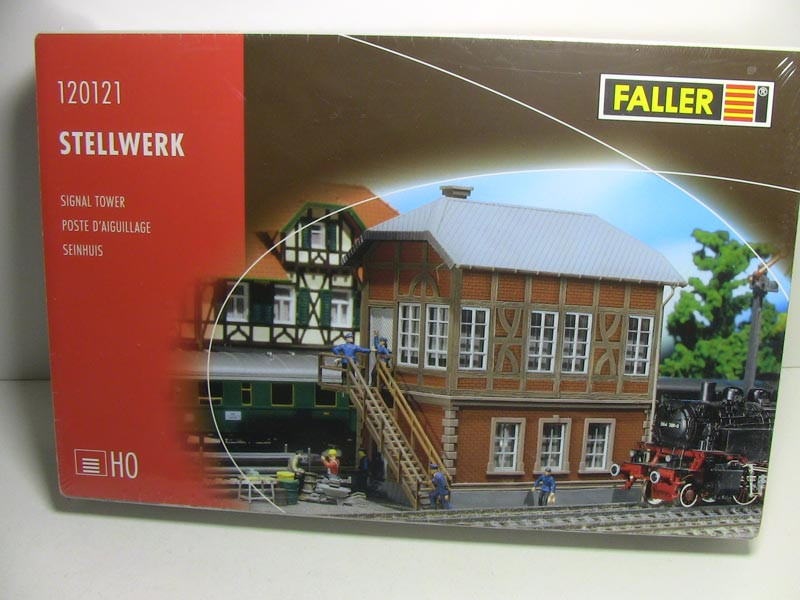 120121
STELLWERK
SIGNAL TOWER
POSTE D'AIGUILLAGE
SEINHUIS
HO
FALLER®